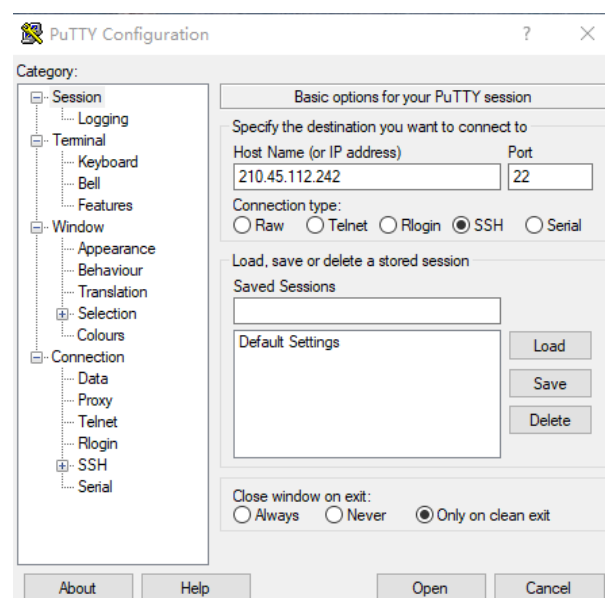 PuTTY Configuration
?
Category:
Session
Logging
Terminal
Keyboard
Bell
Features
Window
Appearance
Behaviour
Translation
Selection
Colours
Connection
Data
Proxy
Telnet
Rlogin
SSH
Serial
Basic options for your PuTTY session
Specify the destination you want to connect to
Host Name (or IP address) Port
210.45.112.242 22
Connection type:
Raw Telnet Rlogin SSH Serial
Load, save or delete a stored session
Saved Sessions
Default Settings
Load
Save
Delete
Close window on exit:
Always Never Only on clean exit
About Help Open Cancel